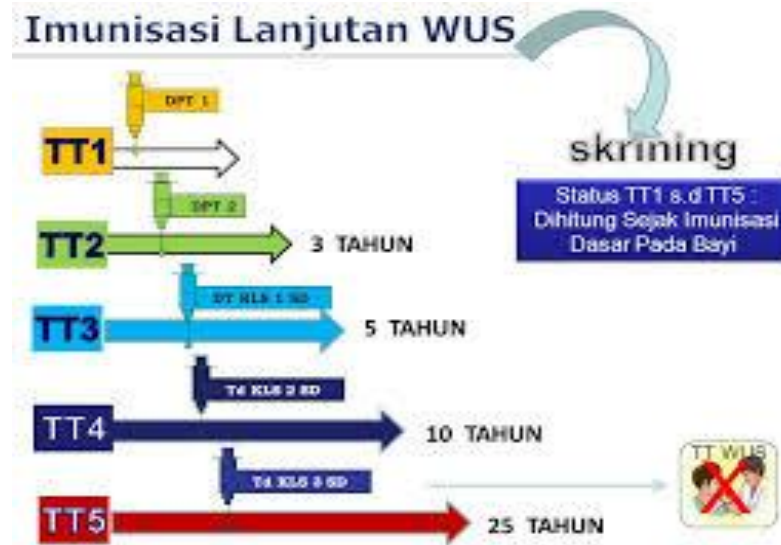 Imunisasi Lanjutan WUS
skrining
Status TT1 s.d TT5 :
Dihitung Sejak Imunisasi
Dasar Pada Bayi
DPT 1
TT1
DPT 2
TT2
3 TAHUN
DT KLS 1 SD
TT3
5 TAHUN
Td KLS 2 SD
TT4
10 TAHUN
Td KLS 3 SD
TT WUS
TT5
25 TAHUN